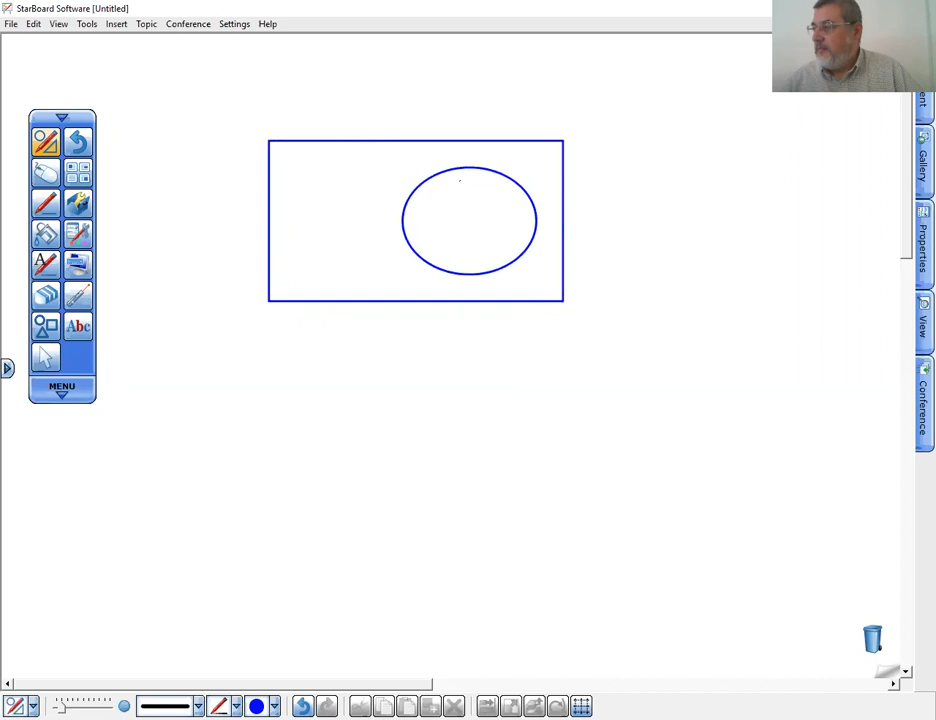 StarBoard Software [Untitled]
File Edit View Tools Insert Topic Conference Settings Help
Gallery
Properties
View
Conference
A
Abc
MENU